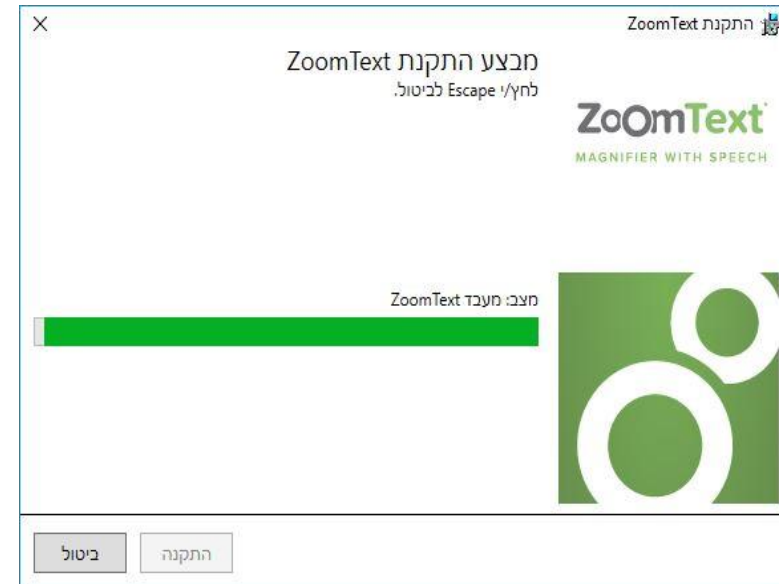 התקנת ZoomText
מבצע התקנת ZoomText
לחץ/י Escape לביטול.
ZoomText
MAGNIFIER WITH SPEECH
מצב: מעבד ZoomText
התקנה
ביטול